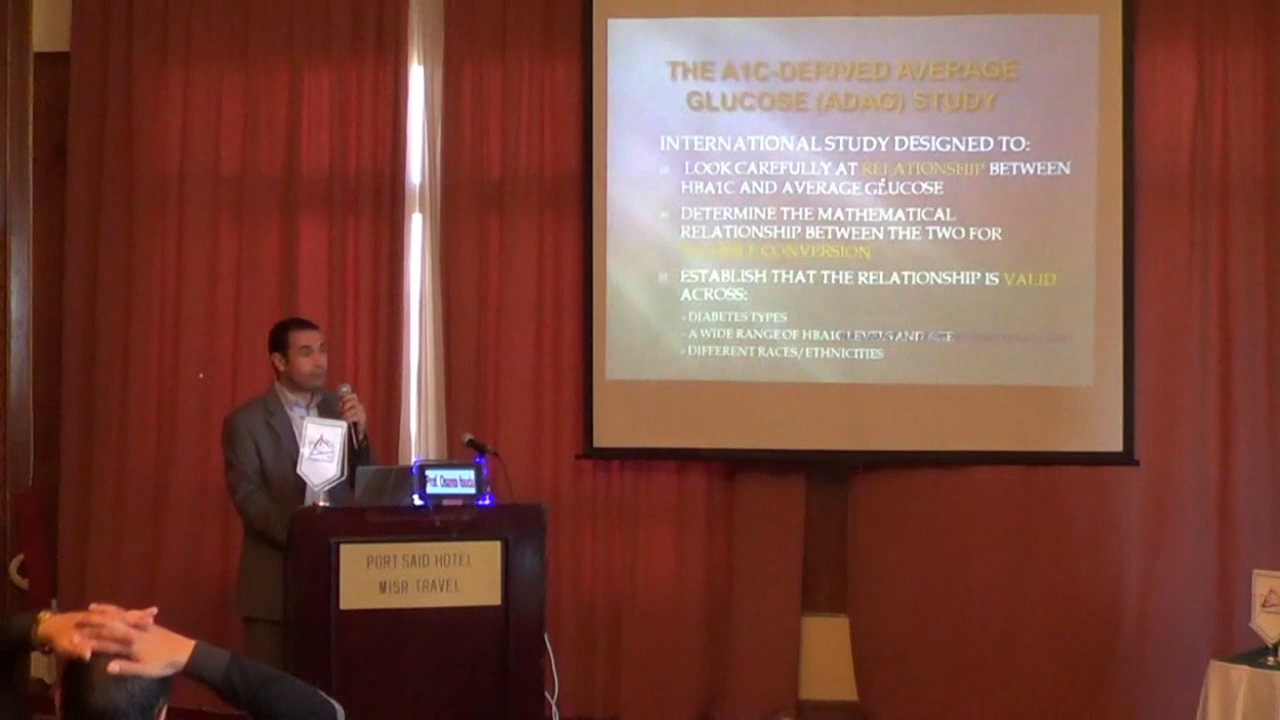 THE A1C-DERIVED AVERAGE
GLUCOSE (ADAG) STUDY
INTERNATIONAL STUDY DESIGNED TO:
LOOK CAREFULLY AT RELATIONSHIP BETWEEN
HBA1C AND AVERAGE GLUCOSE
DETERMINE THE MATHEMATICAL
RELATIONSHIP BETWEEN THE TWO FOR
CONVERSION
ESTABLISH THAT THE RELATIONSHIP IS VALID
ACROSS:
- DIABETES TYPES
- A WIDE RANGE OF HBA1C LEVELS AND AGE
- DIFFERENT RACES / ETHNICITIES
Prof.
PORT SAID HOTEL
MISR TRAVEL